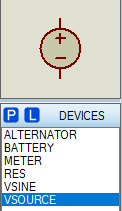 P L DEVICES
ALTERNATOR
BATTERY
METER
RES
VSINE
VSOURCE